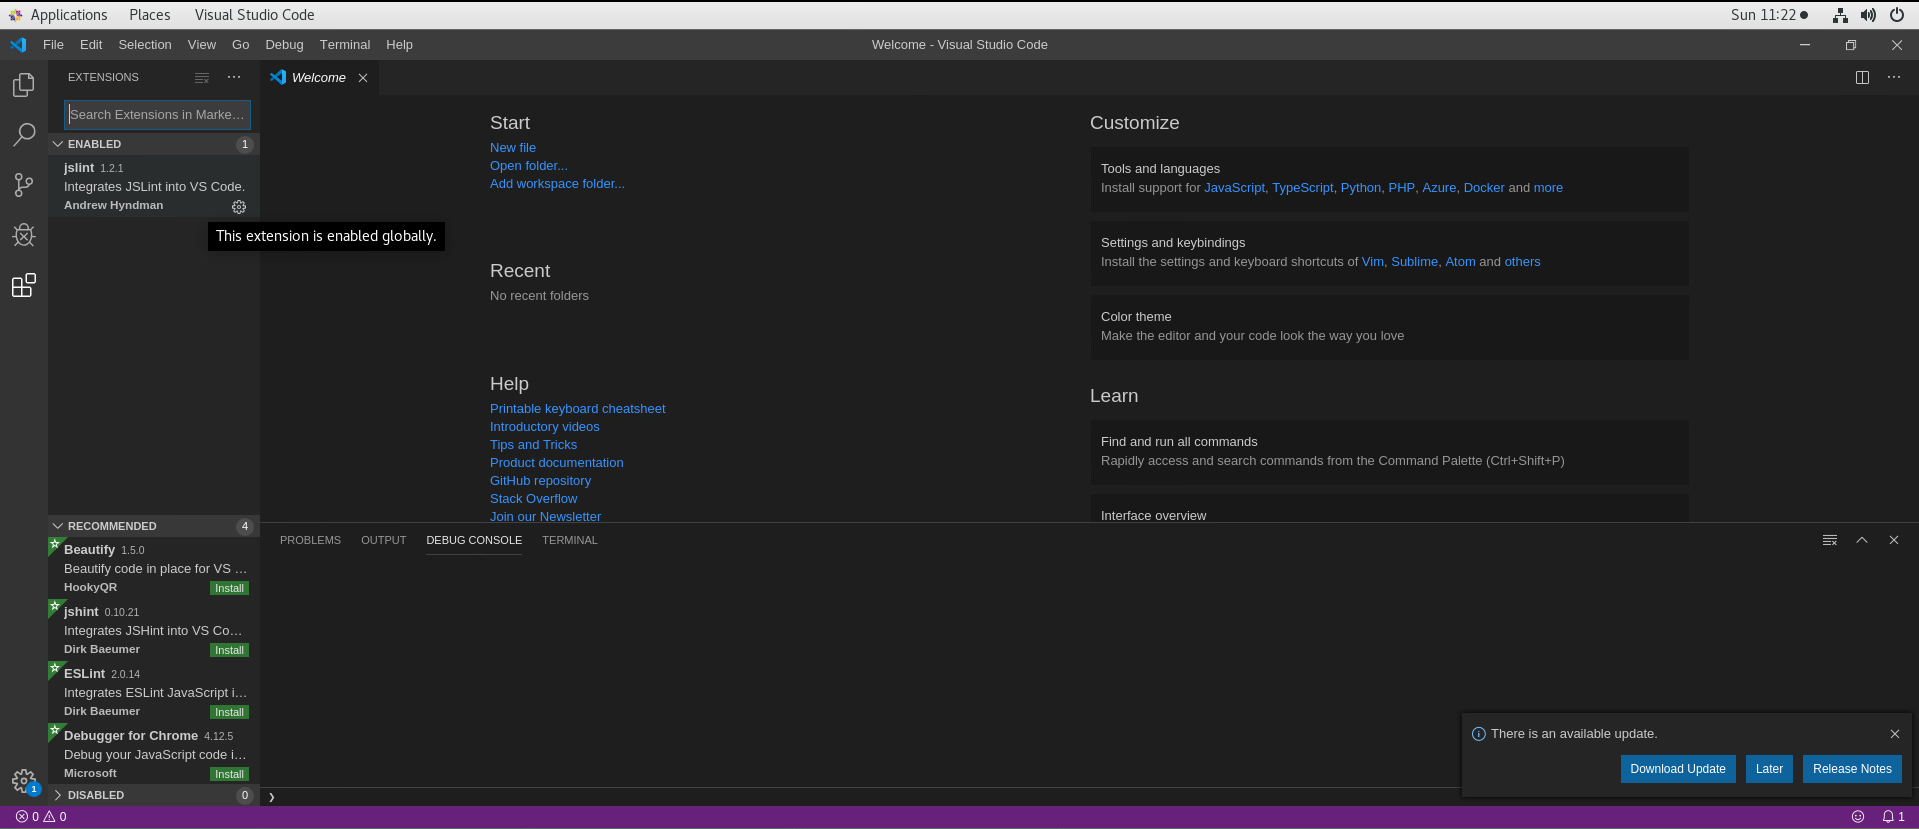 Applications Places Visual Studio Code Sun 11:22
File Edit Selection View Go Debug Terminal Help Welcome - Visual Studio Code
EXTENSIONS
Search Extensions in Marke…
ENABLED 1
jslint 1.2.1
Integrates JSLint into VS Code.
Andrew Hyndman
This extension is enabled globally.
RECOMMENDED 4
Beautify 1.5.0
Beautify code in place for VS …
HookyQR Install
jshint 0.10.21
Integrates JSHint into VS Co…
Dirk Baeumer Install
ESLint 2.0.14
Integrates ESLint JavaScript i…
Dirk Baeumer Install
Debugger for Chrome 4.12.5
Debug your JavaScript code i…
Microsoft Install
DISABLED 0
1
Welcome
Start
New file
Open folder...
Add workspace folder...
Recent
No recent folders
Help
Printable keyboard cheatsheet
Introductory videos
Tips and Tricks
Product documentation
GitHub repository
Stack Overflow
Join our Newsletter
Customize
Tools and languages
Install support for JavaScript, TypeScript, Python, PHP, Azure, Docker and more
Settings and keybindings
Install the settings and keyboard shortcuts of Vim, Sublime, Atom and others
Color theme
Make the editor and your code look the way you love
Learn
Find and run all commands
Rapidly access and search commands from the Command Palette (Ctrl+Shift+P)
Interface overview
PROBLEMS OUTPUT DEBUG CONSOLE TERMINAL
There is an available update.
Download Update Later Release Notes
0 0 1